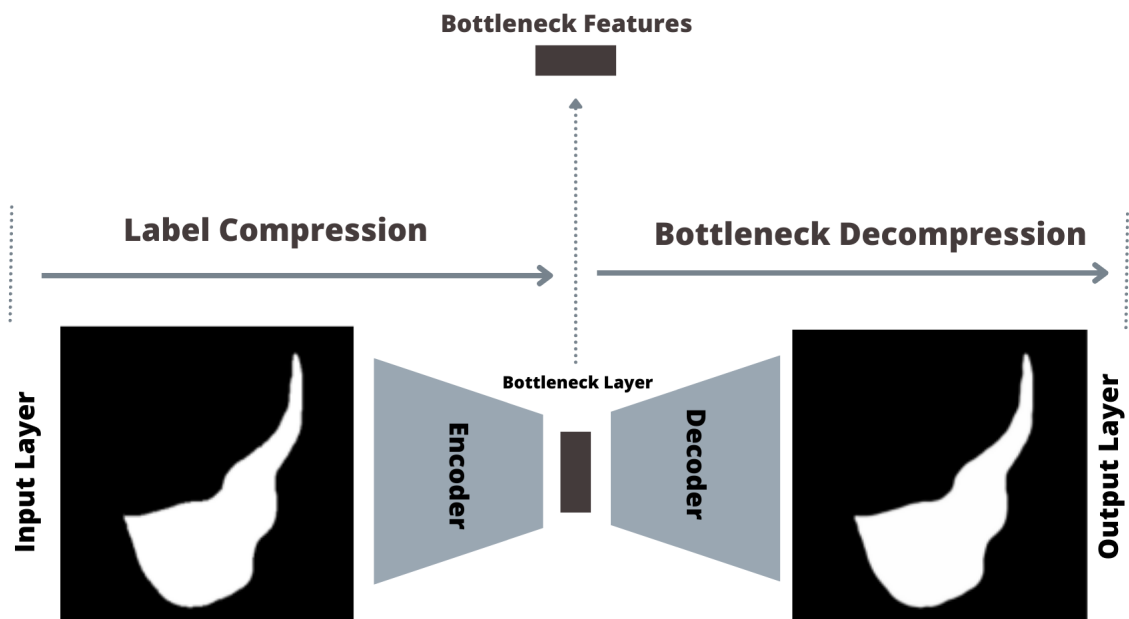 Bottleneck Features
Label Compression
Bottleneck Decompression
Input Layer
Encoder
Bottleneck Layer
Decoder
Output Layer